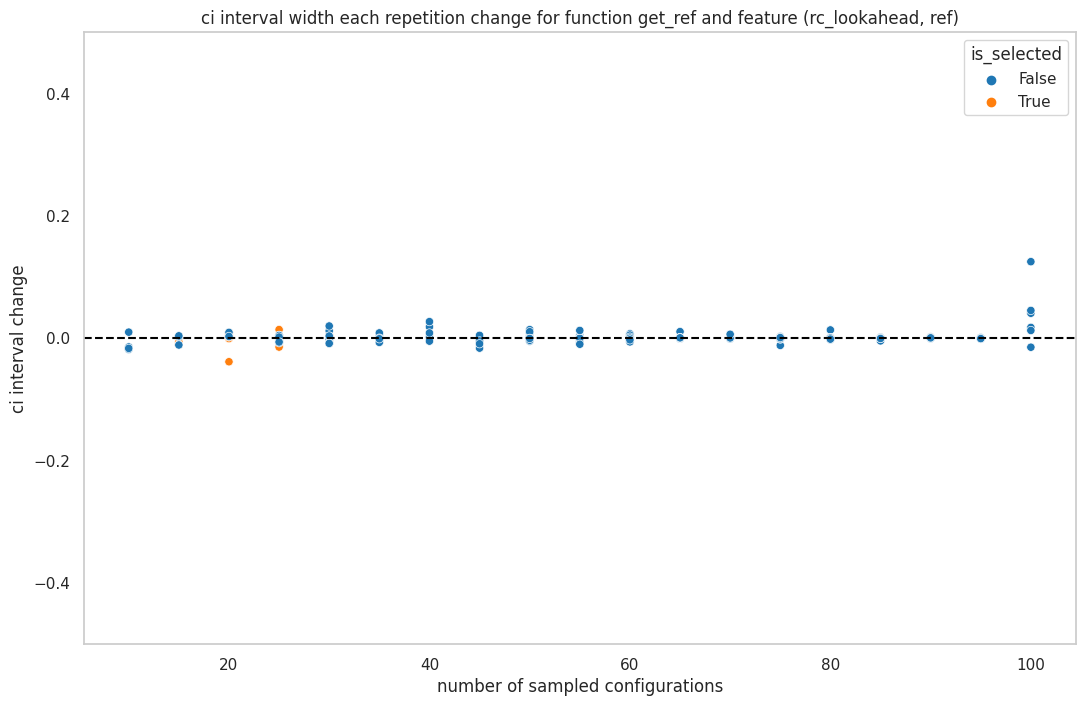 ci interval width each repetition change for function get_ref and feature (rc_lookahead, ref)
is_selected
False
True
ci interval change
0.4
0.2
0.0
−0.2
−0.4
20
40
60
80
100
number of sampled configurations